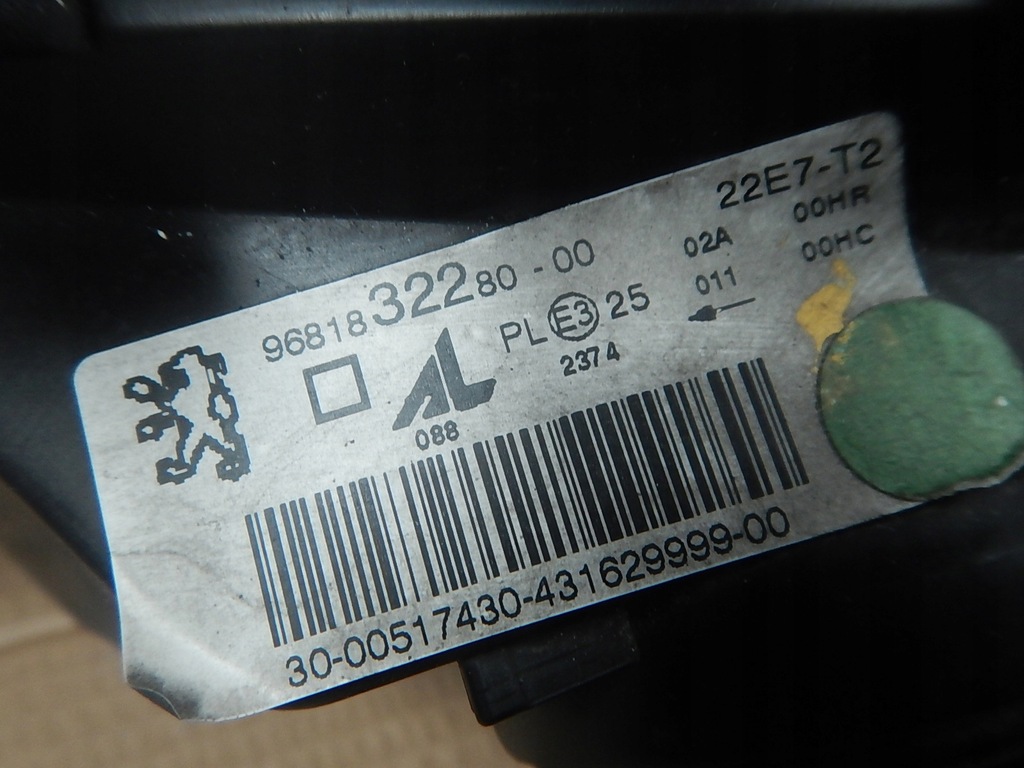 22E7-T2
9681832280-00
02A 00HR
011 00HC
PL E3 25
2374
AL
088
30-00517430-431629999-00